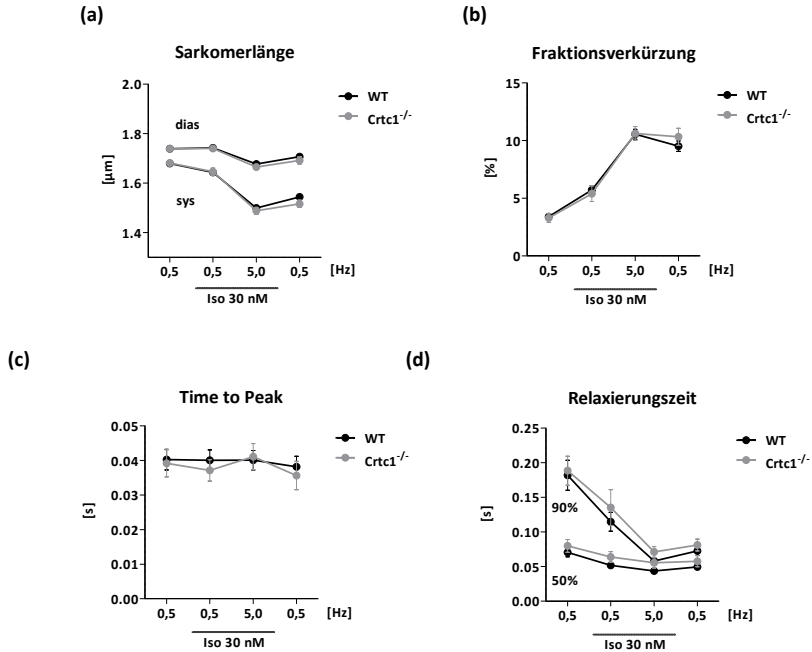 (a)
Sarkomerlänge
2.0
1.8
1.6
1.4
[µm]
dias
sys
WT
Crtc1-/-
0,5 0,5 5,0 0,5 [Hz]
Iso 30 nM
(b)
Fraktionsverkürzung
15
10
5
0
[%]
WT
Crtc1-/-
0,5 0,5 5,0 0,5 [Hz]
Iso 30 nM
(c)
Time to Peak
0.05
0.04
0.03
0.02
0.01
0.00
[s]
WT
Crtc1-/-
0,5 0,5 5,0 0,5 [Hz]
Iso 30 nM
(d)
Relaxierungszeit
0.25
0.20
0.15
0.10
0.05
0.00
[s]
90%
50%
WT
Crtc1-/-
0,5 0,5 5,0 0,5 [Hz]
Iso 30 nM